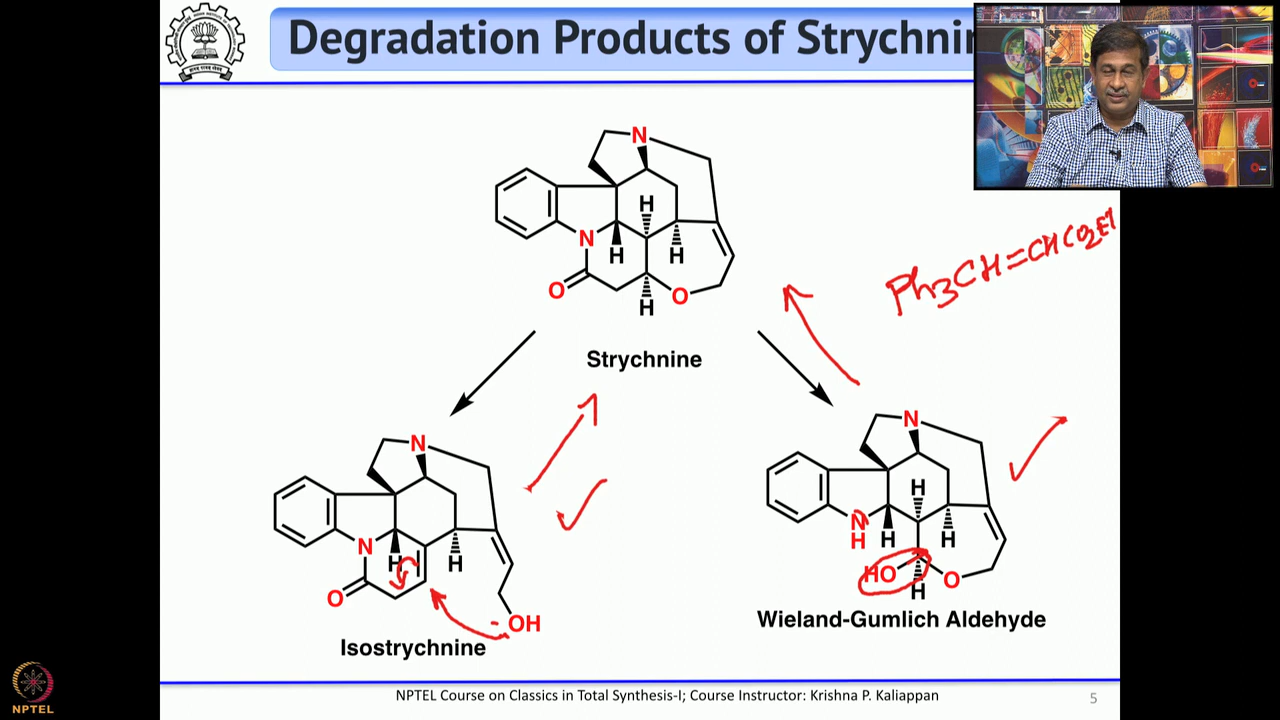 Degradation Products of Strychnin
N
H
N
H
H
O
H
O
Ph3CH=CHCO2Et
Strychnine
N
N
H
H
O
- OH
Isostrychnine
N
H
N
H
H
H
HO
O
H
Wieland-Gumlich Aldehyde
NPTEL Course on Classics in Total Synthesis-I; Course Instructor: Krishna P. Kaliappan
5
NPTEL